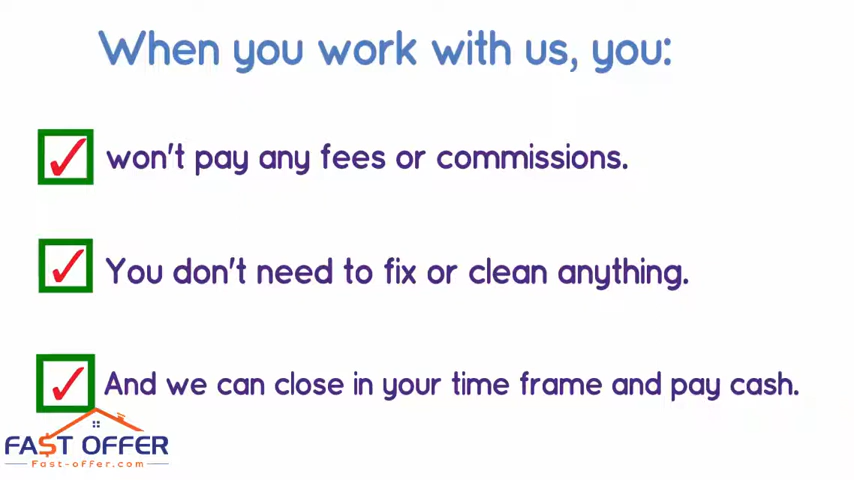 When you work with us, you:
won't pay any fees or commissions.
You don't need to fix or clean anything.
And we can close in your time frame and pay cash.
FA$T OFFER
Fast-offer.com